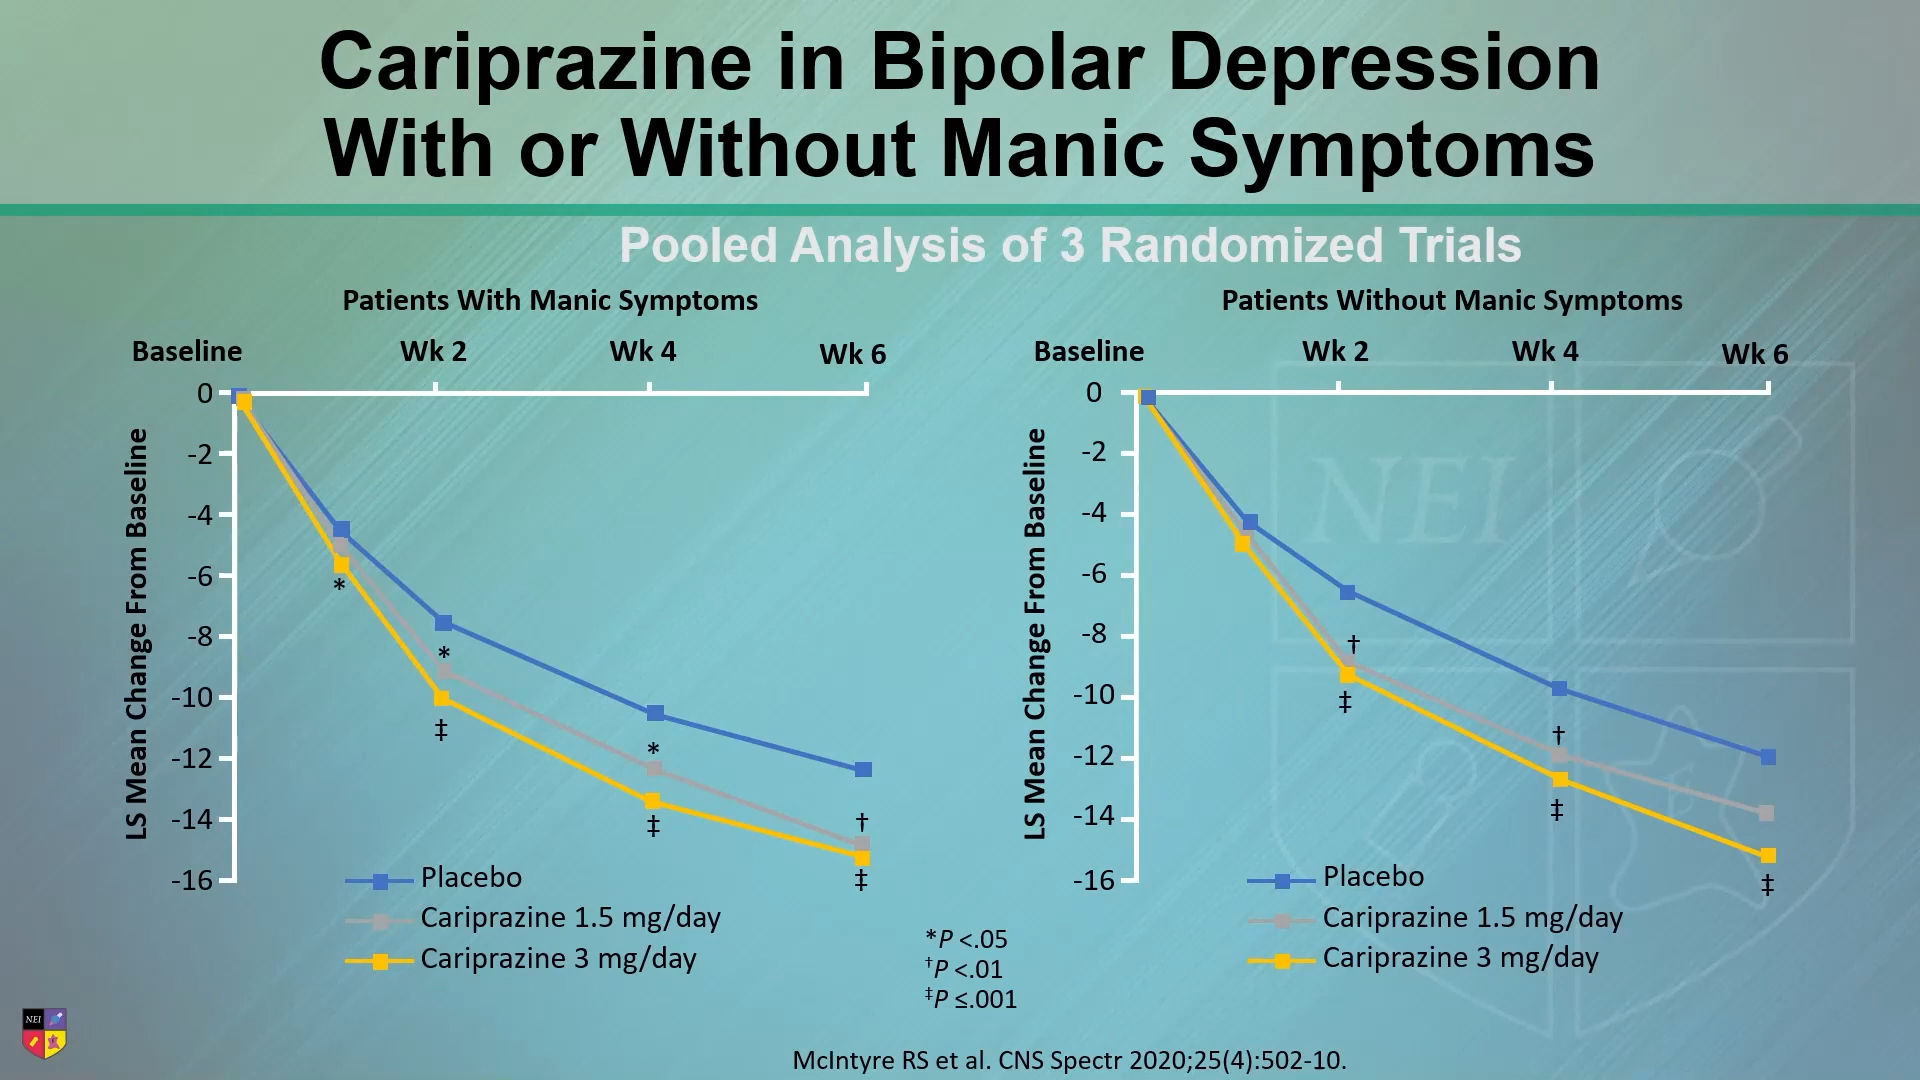 Cariprazine in Bipolar Depression
With or Without Manic Symptoms
Pooled Analysis of 3 Randomized Trials
Patients With Manic Symptoms
Baseline Wk 2 Wk 4 Wk 6
LS Mean Change From Baseline
0
-2
-4
-6
-8
-10
-12
-14
-16
*
*
‡
*
‡
†
‡
Placebo
Cariprazine 1.5 mg/day
Cariprazine 3 mg/day
Patients Without Manic Symptoms
Baseline Wk 2 Wk 4 Wk 6
LS Mean Change From Baseline
0
-2
-4
-6
-8
-10
-12
-14
-16
†
‡
†
‡
‡
Placebo
Cariprazine 1.5 mg/day
Cariprazine 3 mg/day
*P <.05
†P <.01
‡P ≤.001
NEI
E
NEI
McIntyre RS et al. CNS Spectr 2020;25(4):502-10.